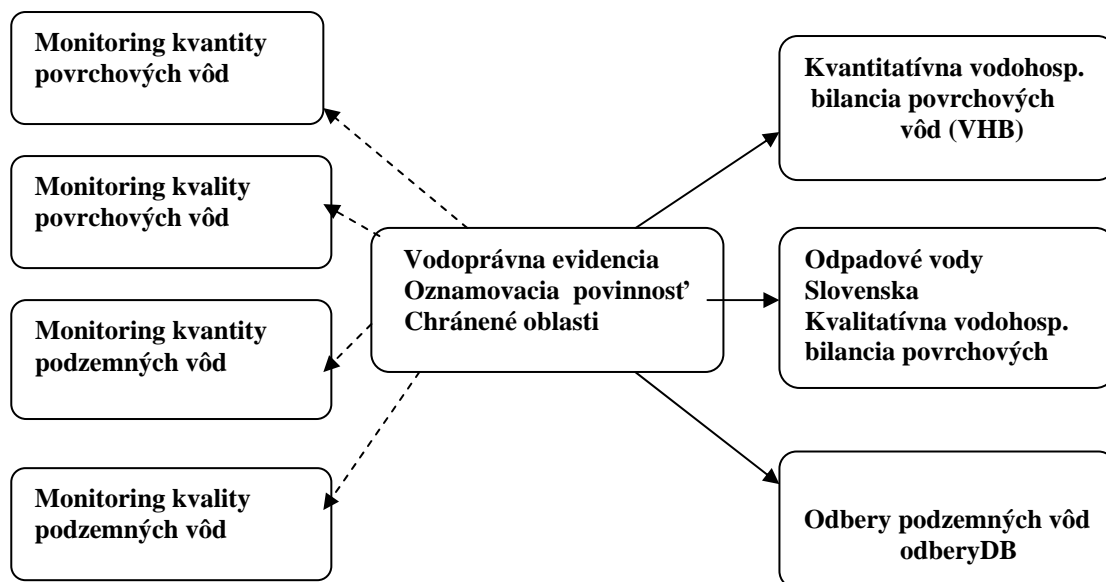 Monitoring kvantity
povrchových vôd
Monitoring kvality
povrchových vôd
Monitoring kvantity
podzemných vôd
Monitoring kvality
podzemných vôd
Vodoprávna evidencia
Oznamovacia povinnosť
Chránené oblasti
Kvantitatívna vodohosp.
bilancia povrchových
vôd (VHB)
Odpadové vody
Slovenska
Kvalitatívna vodohosp.
bilancia povrchových
Odbery podzemných vôd
odberyDB